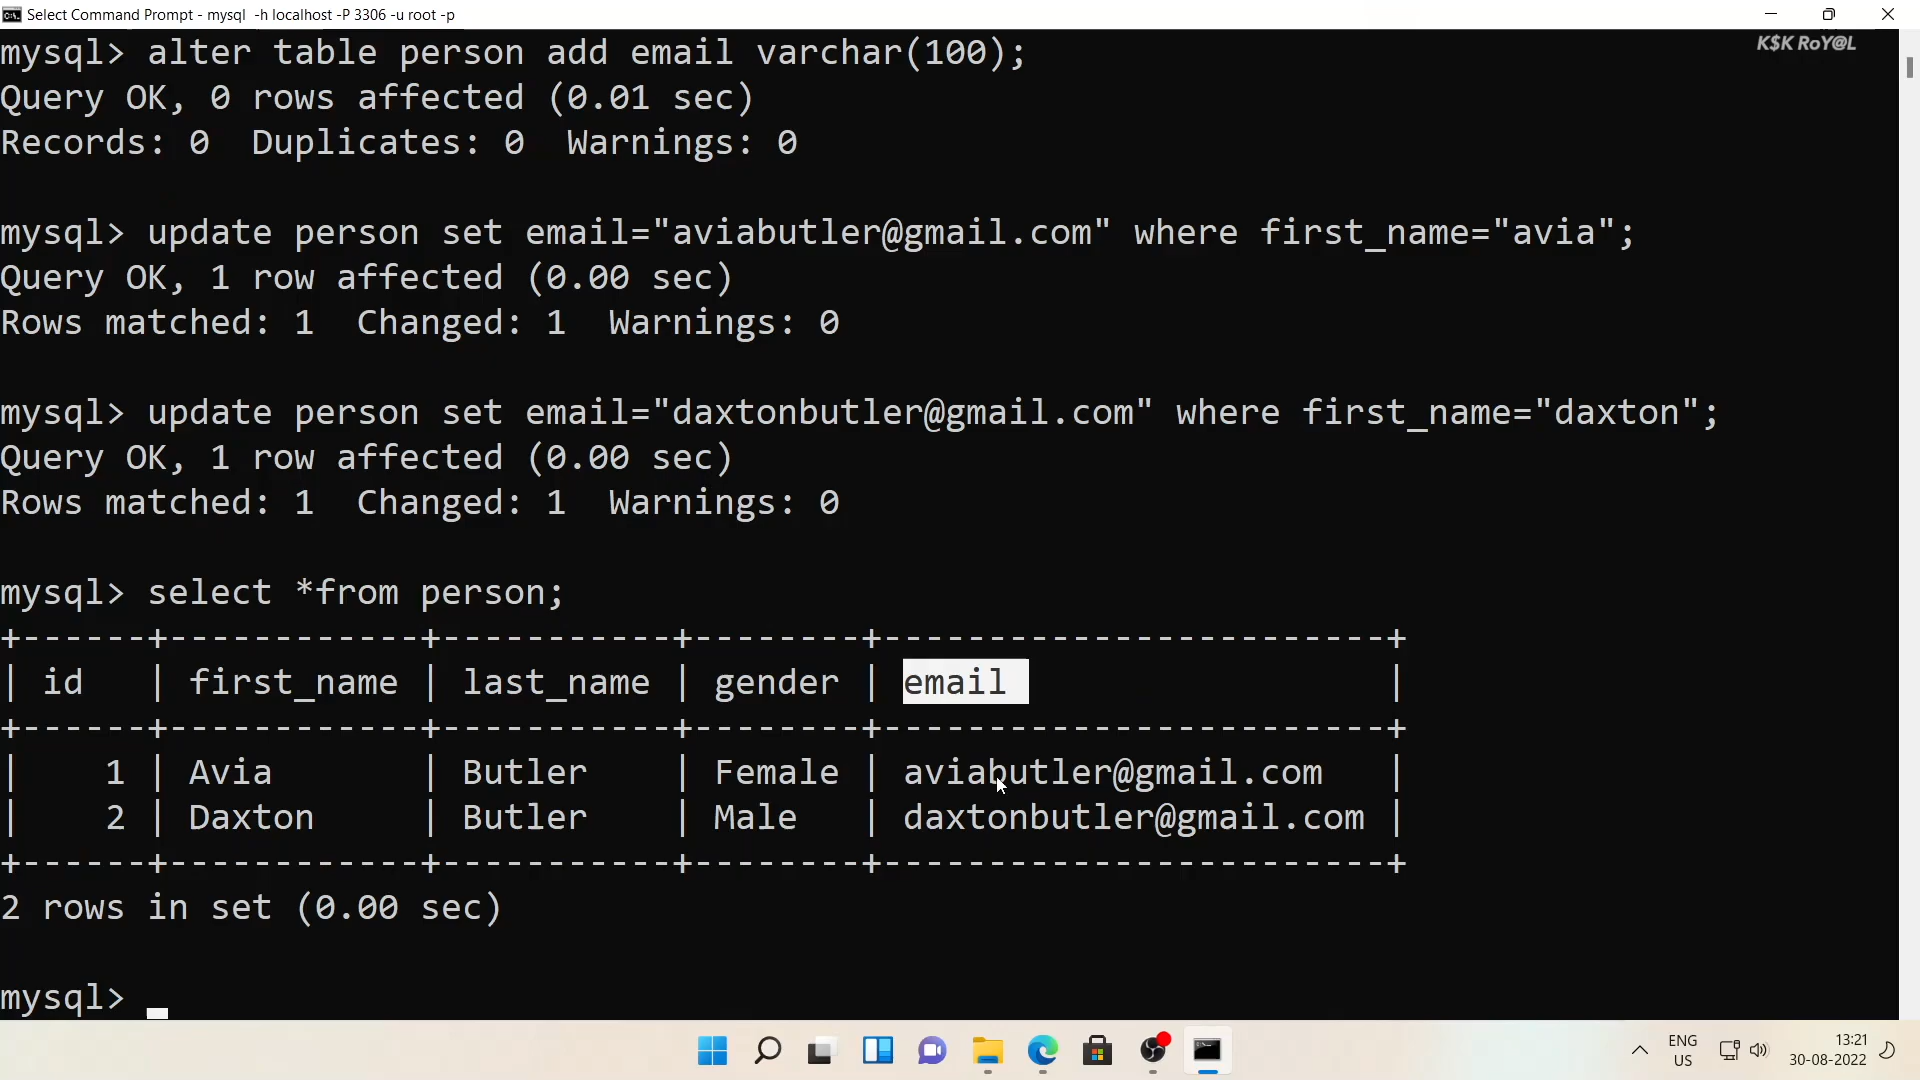 Select Command Prompt - mysql  -h localhost -P 3306 -u root -p
K$K RoY@L
mysql> alter table person add email varchar(100);
Query OK, 0 rows affected (0.01 sec)
Records: 0  Duplicates: 0  Warnings: 0
mysql> update person set email="aviabutler@gmail.com" where first_name="avia";
Query OK, 1 row affected (0.00 sec)
Rows matched: 1  Changed: 1  Warnings: 0
mysql> update person set email="daxtonbutler@gmail.com" where first_name="daxton";
Query OK, 1 row affected (0.00 sec)
Rows matched: 1  Changed: 1  Warnings: 0
mysql> select *from person;
+------+------------+-----------+--------+------------------------+
| id   | first_name | last_name | gender | email                  |
+------+------------+-----------+--------+------------------------+
|    1 | Avia       | Butler    | Female | aviabutler@gmail.com   |
|    2 | Daxton     | Butler    | Male   | daxtonbutler@gmail.com |
+------+------------+-----------+--------+------------------------+
2 rows in set (0.00 sec)
mysql>
ENG
US
13:21
30-08-2022